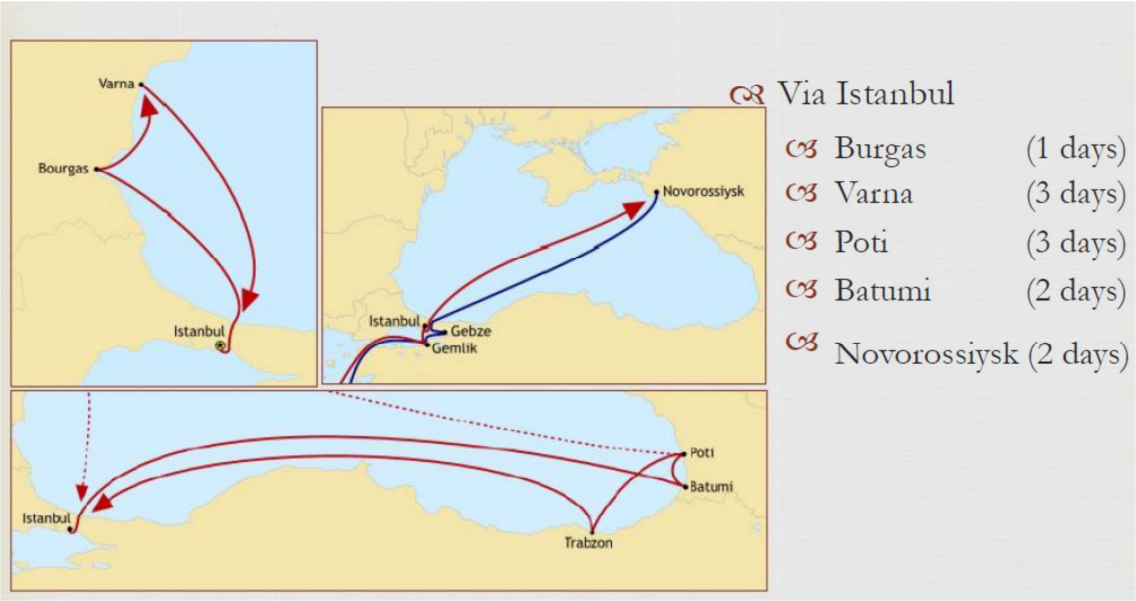 Varna
Bourgas
Istanbul
Novorossiysk
Istanbul
Gebze
Gemlik
Poti
Batumi
Istanbul
Trabzon
Via Istanbul
Burgas (1 days)
Varna (3 days)
Poti (3 days)
Batumi (2 days)
Novorossiysk (2 days)